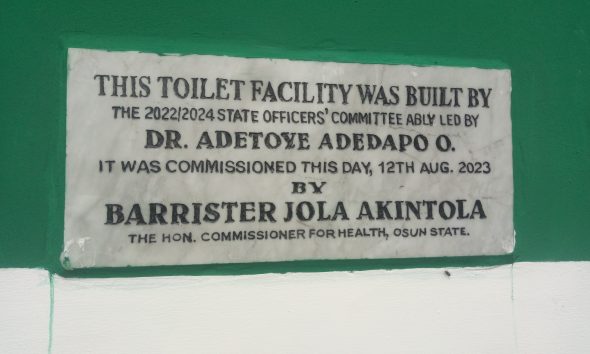 THIS TOILET FACILITY WAS BUILT BY
THE 2022/2024 STATE OFFICERS' COMMITTEE ABLY LED BY
DR. ADETOYE ADEDAPO O.
IT WAS COMMISSIONED THIS DAY, 12TH AUG. 2023
BY
BARRISTER JOLA AKINTOLA
THE HON. COMMISSIONER FOR HEALTH, OSUN STATE.